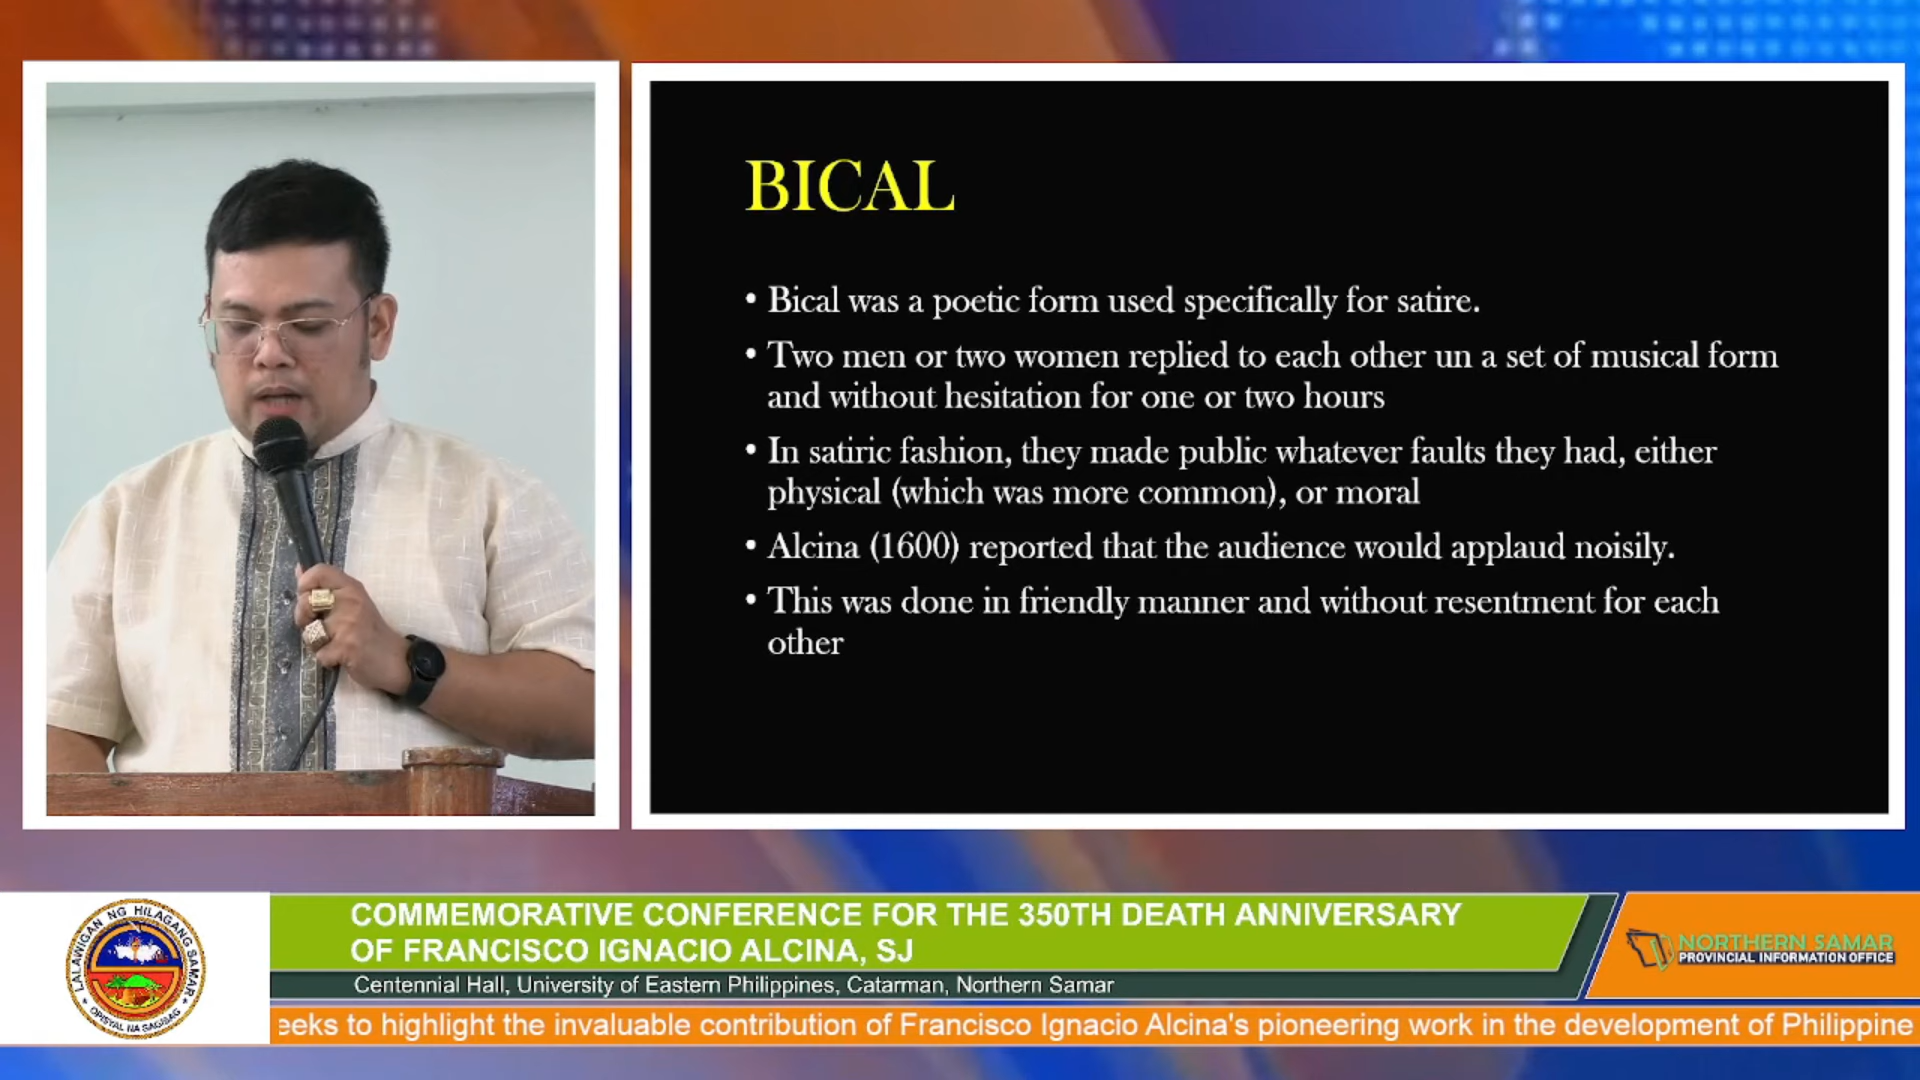 BICAL
• Bical was a poetic form used specifically for satire.
• Two men or two women replied to each other un a set of musical form
and without hesitation for one or two hours
• In satiric fashion, they made public whatever faults they had, either
physical (which was more common), or moral
• Alcina (1600) reported that the audience would applaud noisily.
• This was done in friendly manner and without resentment for each
other
LALAWIGAN NG HILAGANG SAMAR
OPISYAL NA SAGISAG
COMMEMORATIVE CONFERENCE FOR THE 350TH DEATH ANNIVERSARY
OF FRANCISCO IGNACIO ALCINA, SJ
Centennial Hall, University of Eastern Philippines, Catarman, Northern Samar
NORTHERN SAMAR
PROVINCIAL INFORMATION OFFICE
eeks to highlight the invaluable contribution of Francisco Ignacio Alcina's pioneering work in the development of Philippine